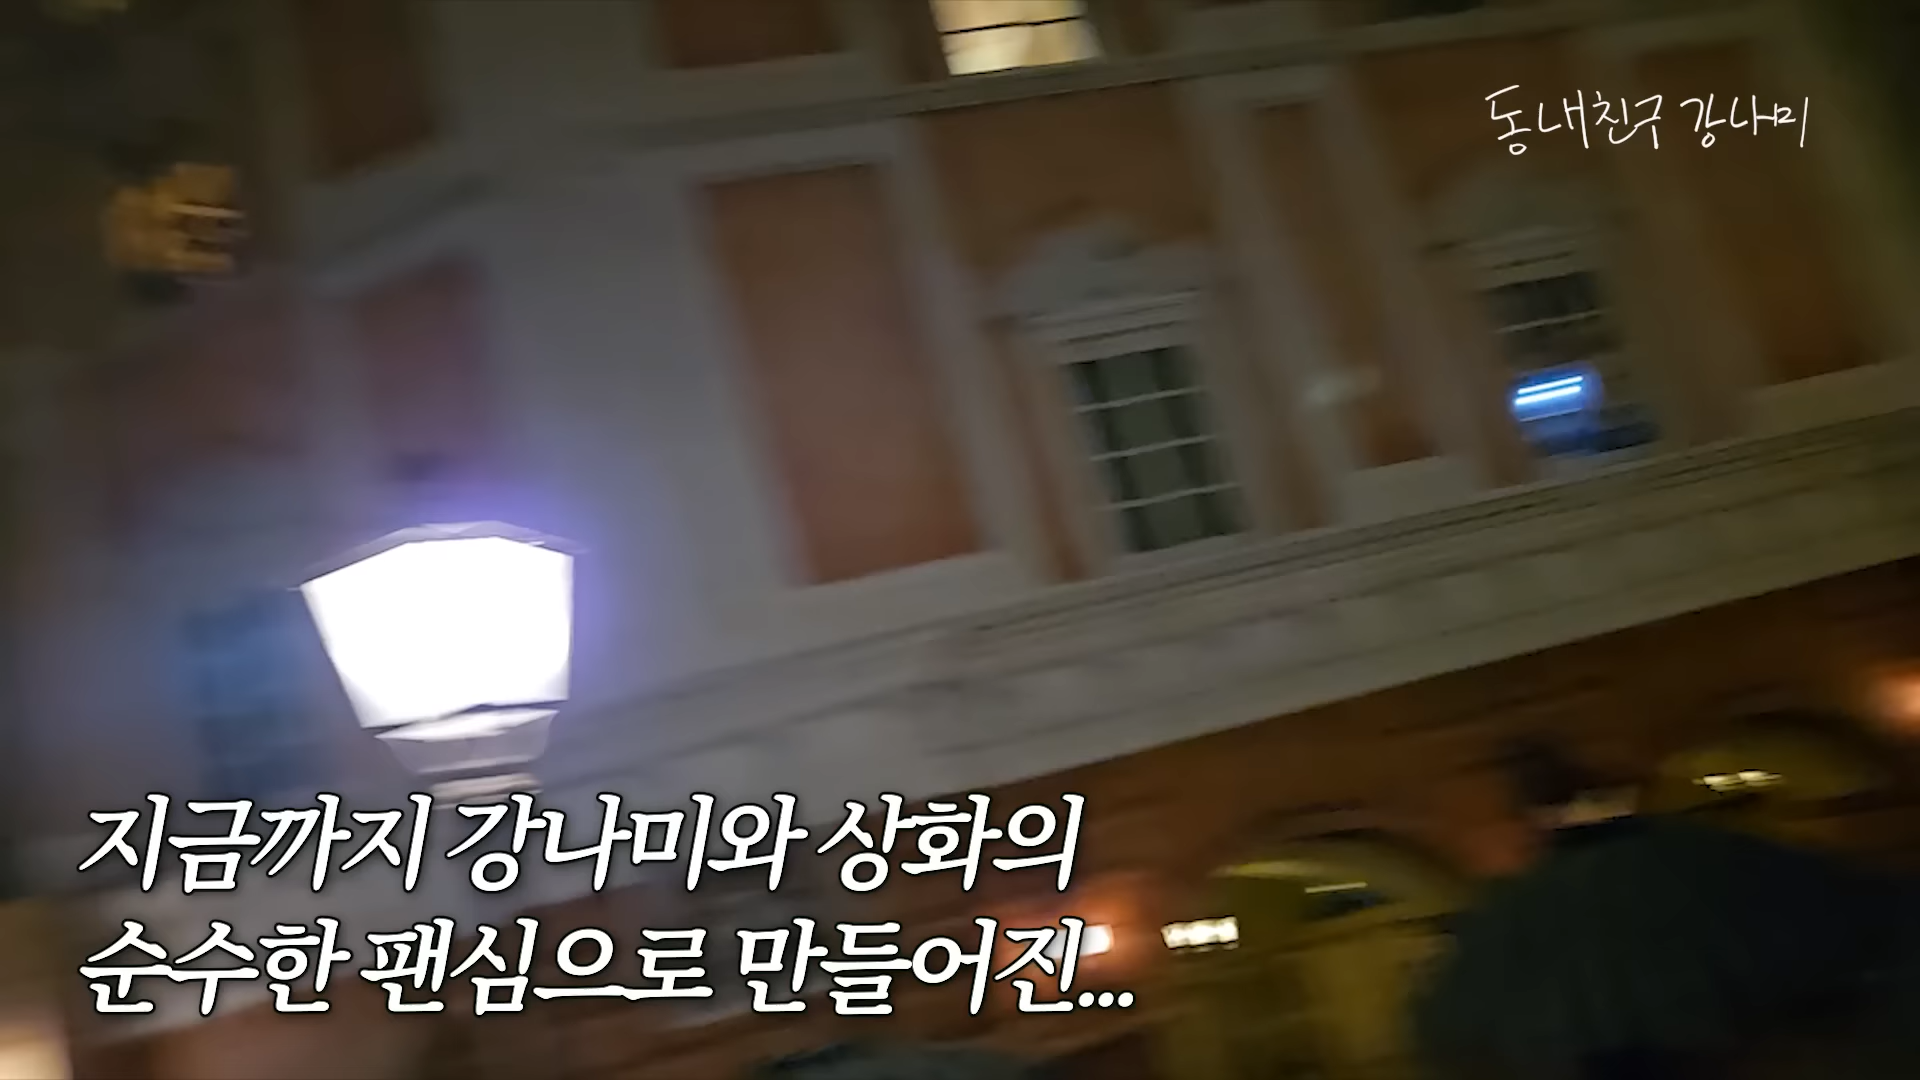 동네친구 강나미
지금까지 강나미와 상화의
순수한 팬심으로 만들어진...